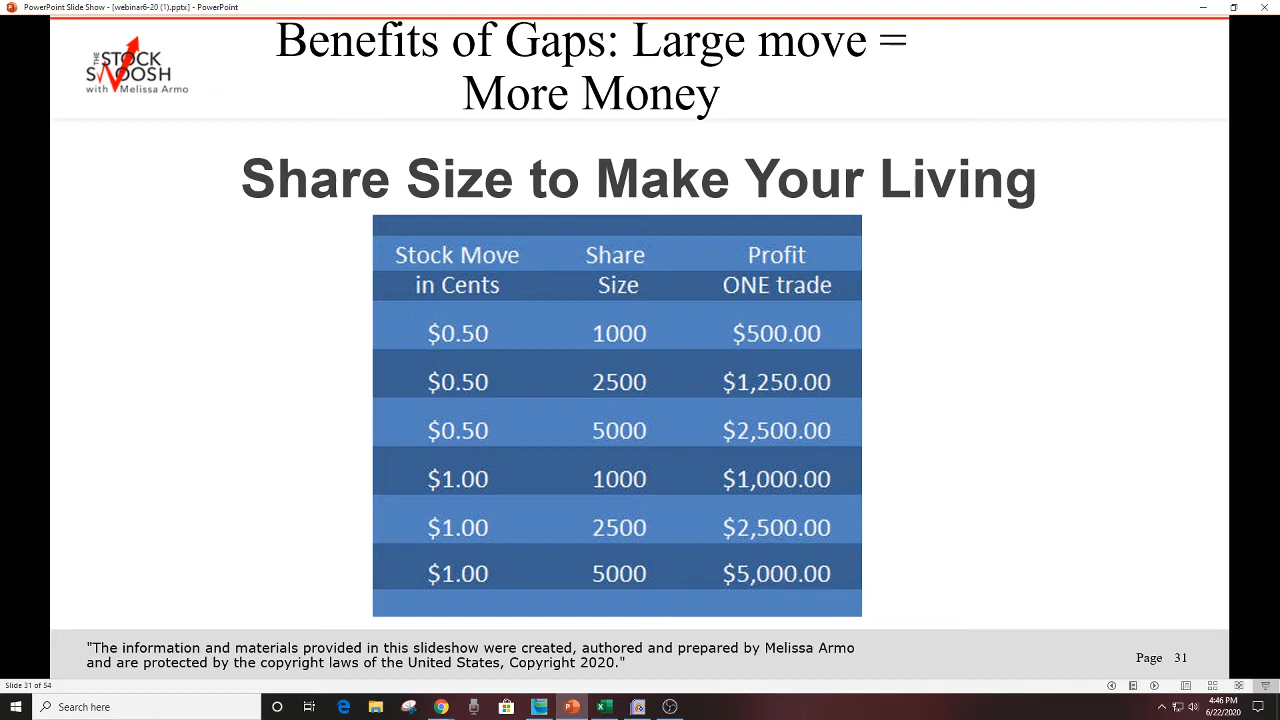 PowerPoint Slide Show - [webinar6-20 (1).pptx] - PowerPoint
Benefits of Gaps: Large move =
More Money
THE
STOCK
SWOOSH
with Melissa Armo
Share Size to Make Your Living
Stock Move Share Profit
in Cents Size ONE trade
$0.50 1000 $500.00
$0.50 2500 $1,250.00
$0.50 5000 $2,500.00
$1.00 1000 $1,000.00
$1.00 2500 $2,500.00
$1.00 5000 $5,000.00
"The information and materials provided in this slideshow were created, authored and prepared by Melissa Armo
and are protected by the copyright laws of the United States, Copyright 2020."
Page 31
Slide 31 of 54
Search here
4:46 PM
6/22/2020